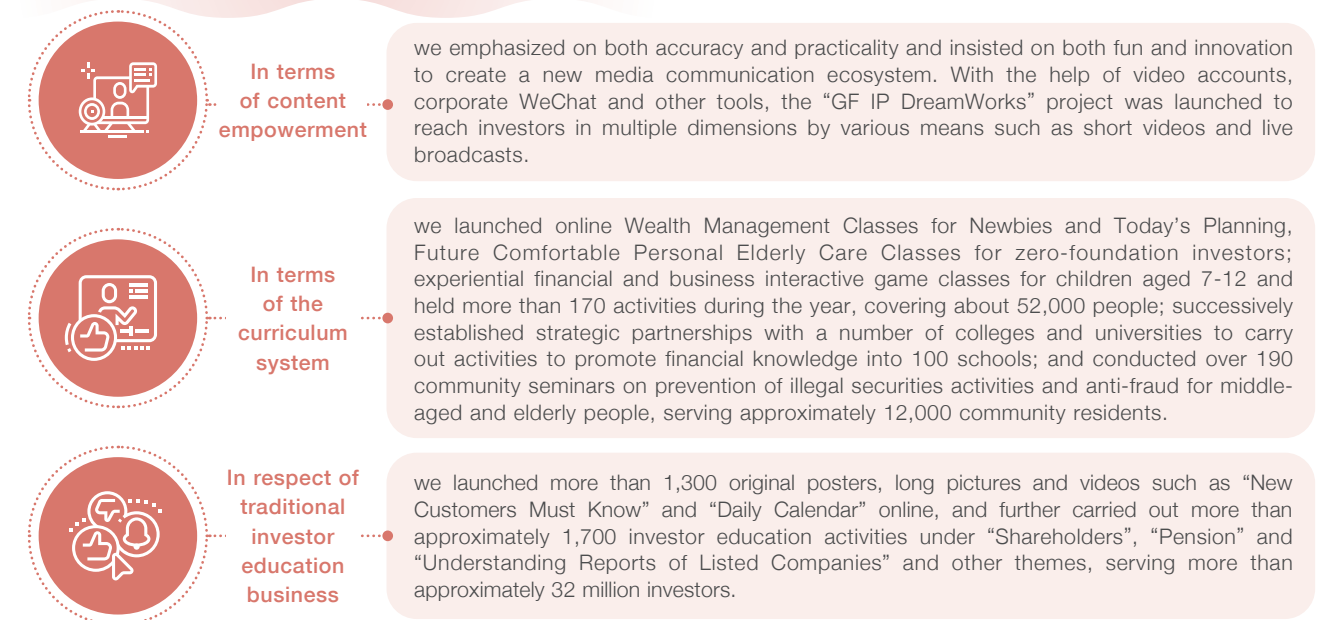 In terms
of content
empowerment
we emphasized on both accuracy and practicality and insisted on both fun and innovation
to create a new media communication ecosystem. With the help of video accounts,
corporate WeChat and other tools, the “GF IP DreamWorks” project was launched to
reach investors in multiple dimensions by various means such as short videos and live
broadcasts.
In terms
of the
curriculum
system
we launched online Wealth Management Classes for Newbies and Today’s Planning,
Future Comfortable Personal Elderly Care Classes for zero-foundation investors;
experiential financial and business interactive game classes for children aged 7-12 and
held more than 170 activities during the year, covering about 52,000 people; successively
established strategic partnerships with a number of colleges and universities to carry
out activities to promote financial knowledge into 100 schools; and conducted over 190
community seminars on prevention of illegal securities activities and anti-fraud for middle-
aged and elderly people, serving approximately 12,000 community residents.
In respect of
traditional
investor
education
business
we launched more than 1,300 original posters, long pictures and videos such as “New
Customers Must Know” and “Daily Calendar” online, and further carried out more than
approximately 1,700 investor education activities under “Shareholders”, “Pension” and
“Understanding Reports of Listed Companies” and other themes, serving more than
approximately 32 million investors.